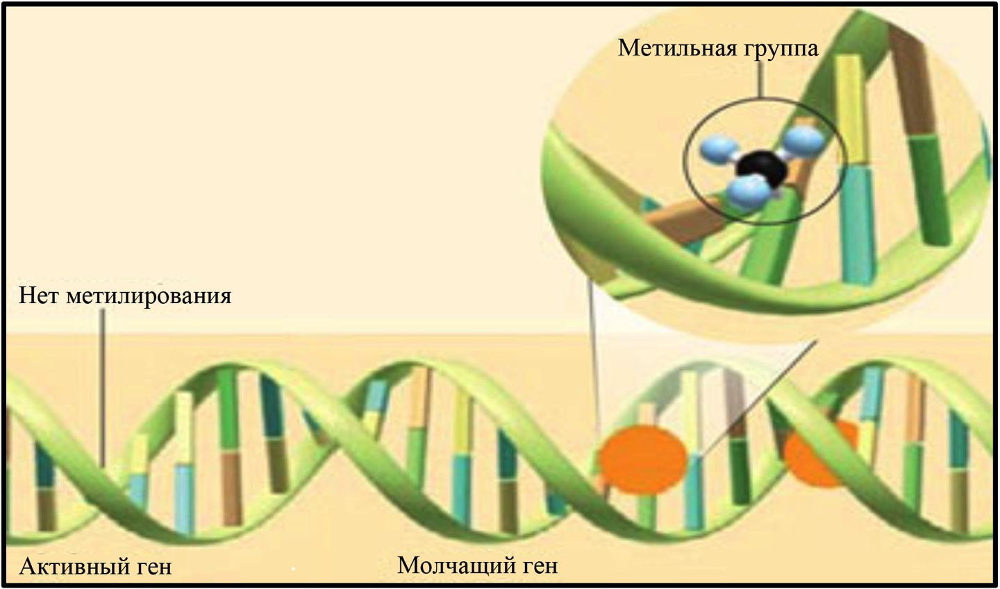 Метильная группа
Нет метилирования
Активный ген
Молчащий ген